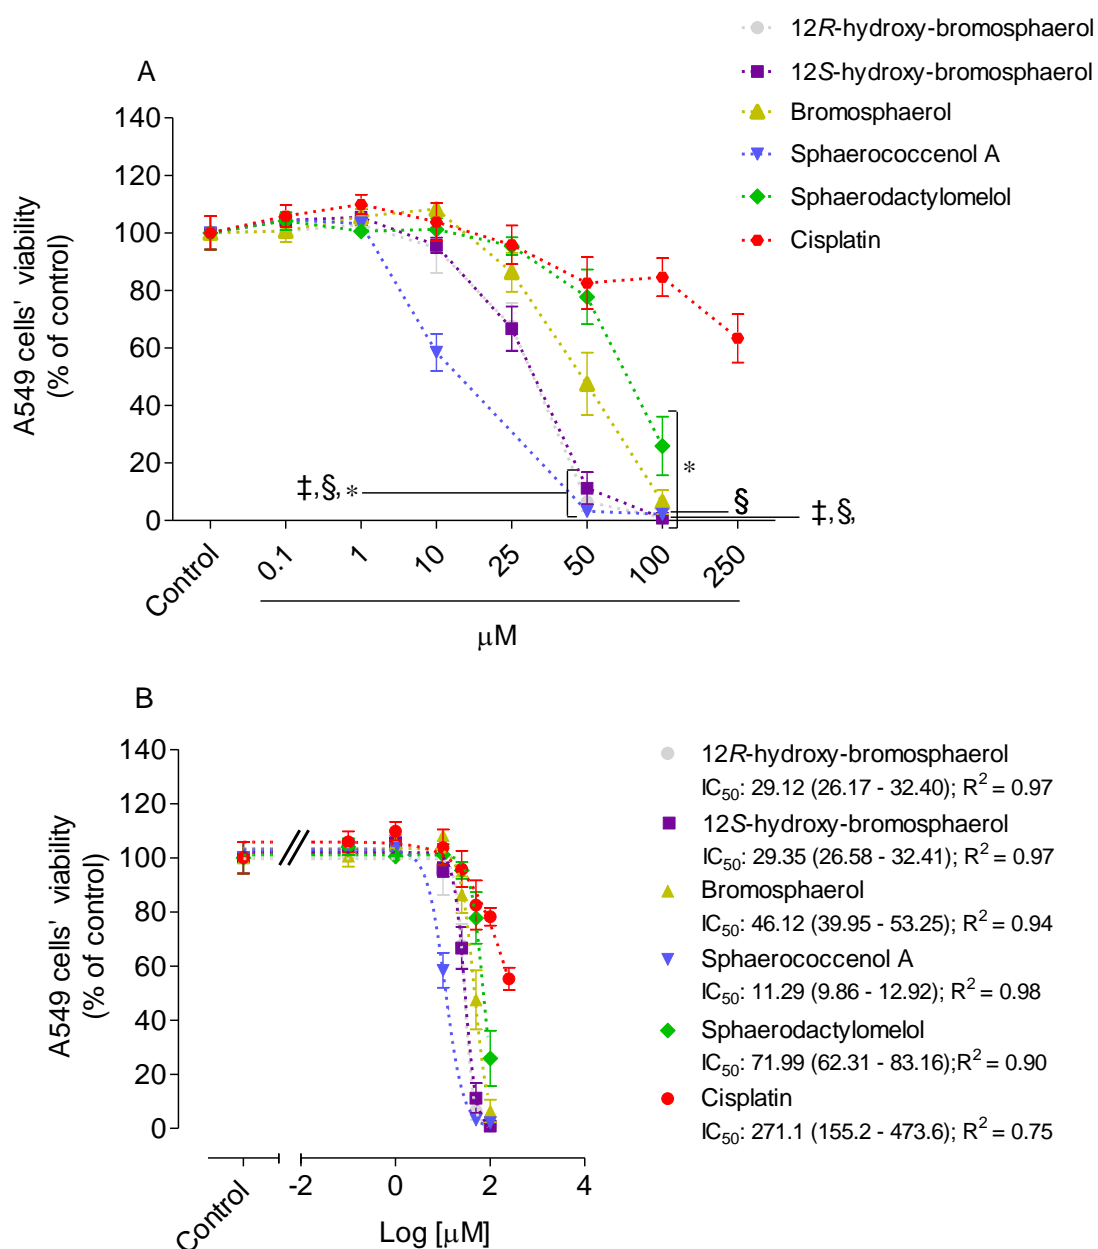 12R-hydroxy-bromosphaerol
12S-hydroxy-bromosphaerol
Bromosphaerol
Sphaerococcenol A
Sphaerodactylomelol
Cisplatin
A
A549 cells' viability
(% of control)
140
120
100
80
60
40
20
0
‡,§,*
*
§
‡,§,
Control
0.1
1
10
25
50
100
250
μM
B
A549 cells' viability
(% of control)
140
120
100
80
60
40
20
0
Control
-2
0
2
4
Log [μM]
12R-hydroxy-bromosphaerol
IC50: 29.12 (26.17 - 32.40); R2 = 0.97
12S-hydroxy-bromosphaerol
IC50: 29.35 (26.58 - 32.41); R2 = 0.97
Bromosphaerol
IC50: 46.12 (39.95 - 53.25); R2 = 0.94
Sphaerococcenol A
IC50: 11.29 (9.86 - 12.92); R2 = 0.98
Sphaerodactylomelol
IC50: 71.99 (62.31 - 83.16);R2 = 0.90
Cisplatin
IC50: 271.1 (155.2 - 473.6); R2 = 0.75